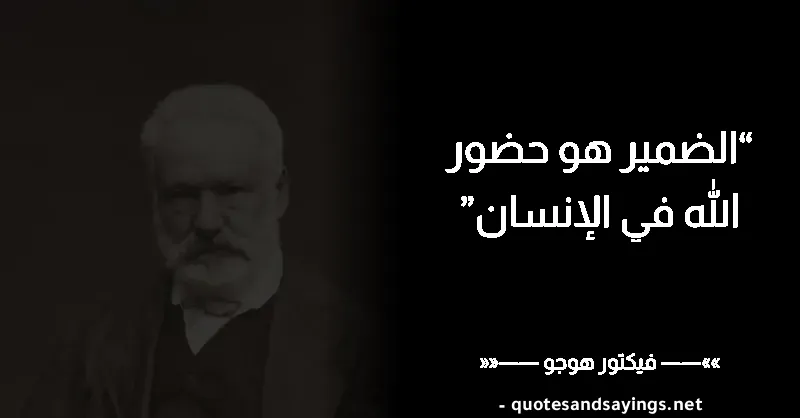 “الضمير هو حضور
الله في الإنسان”
»»—— فيكتور هوجو ——««
- quotesandsayings.net